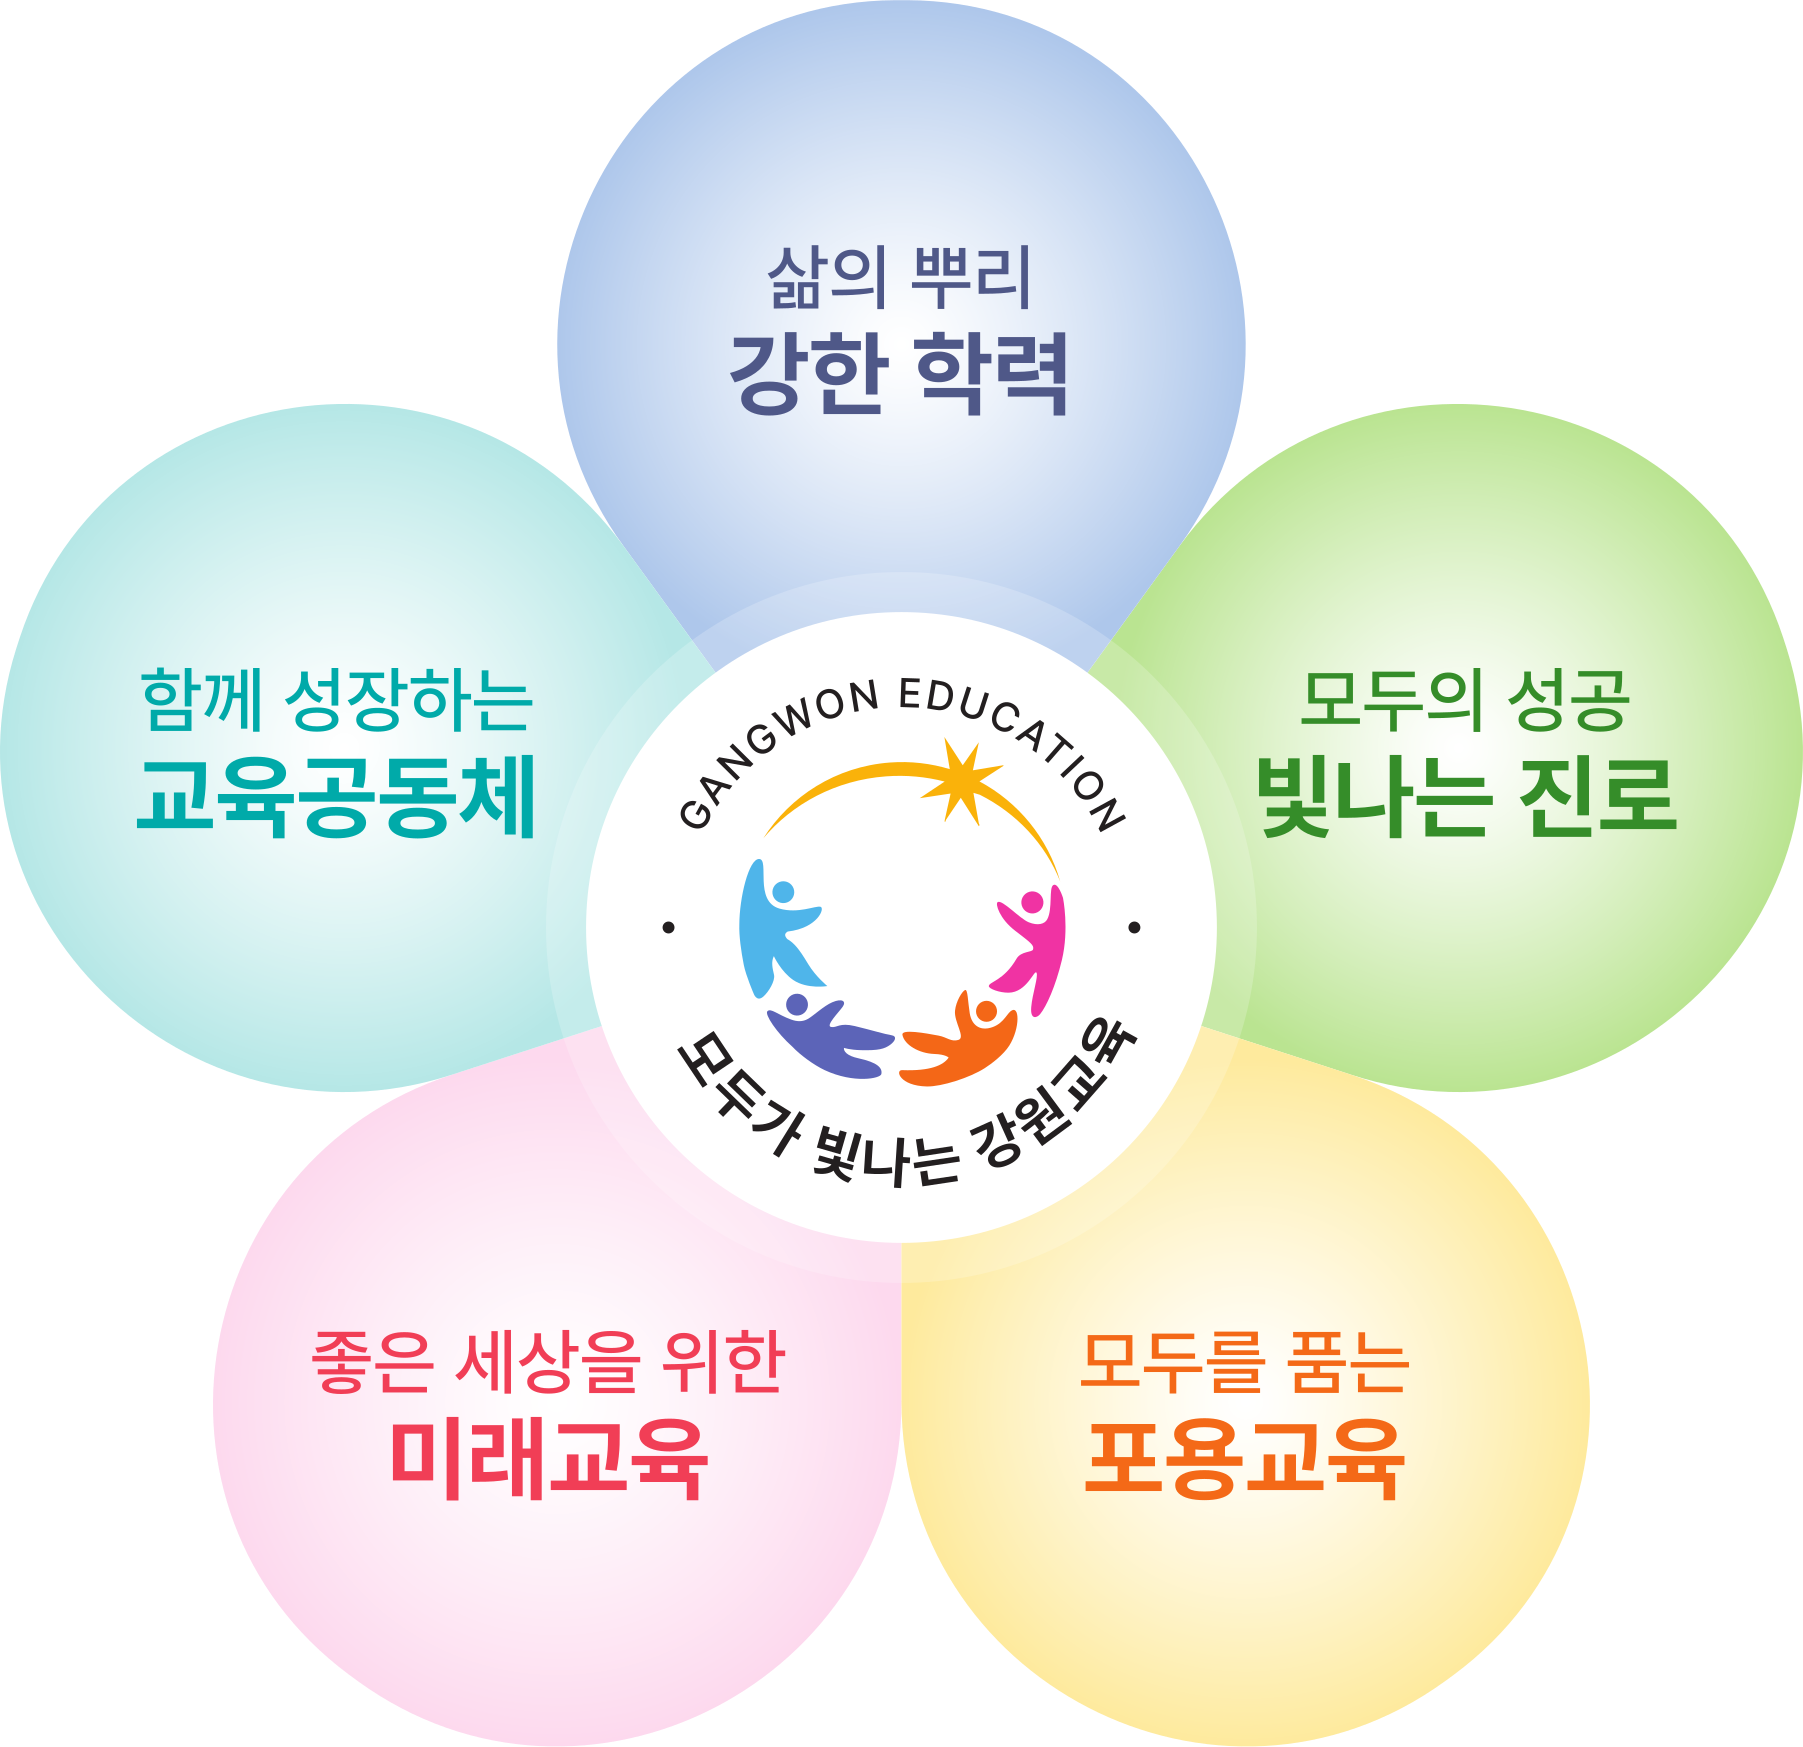 삶의 뿌리
강한 학력
함께 성장하는
교육공동체
모두의 성공
빛나는 진로
GANGWON EDUCATION
모두가 빛나는 강원교육
좋은 세상을 위한
미래교육
모두를 품는
포용교육